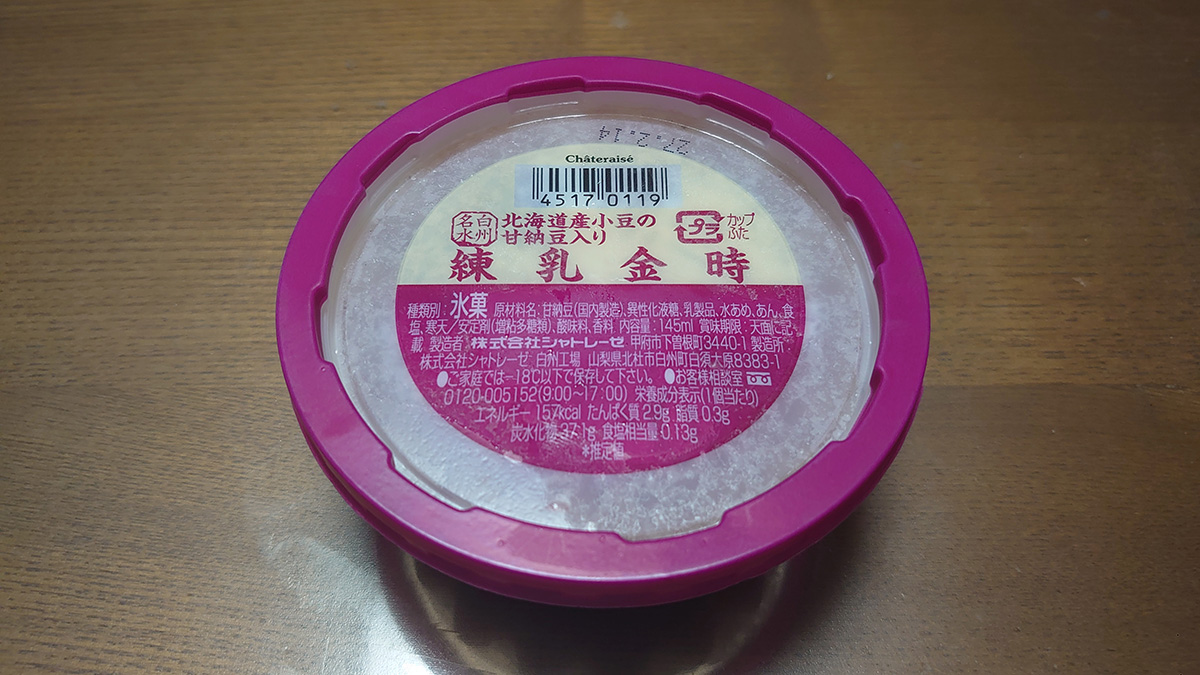 27.2.14
Châteraisé
4517 0119
白州名水
北海道産小豆の
甘納豆入り
プラ
カップ
ふた
練乳金時
種類別：氷菓 原材料名：甘納豆(国内製造)、異性化液糖、乳製品、水あめ、あん、食
塩、寒天／安定剤(増粘多糖類)、酸味料、香料 内容量：145ml 賞味期限：天面に記
載 製造者：株式会社シャトレーゼ 甲府市下曽根町3440-1 製造所：
株式会社シャトレーゼ 白州工場 山梨県北杜市白州町白須大原8383-1
●ご家庭では−18℃以下で保存して下さい。 ●お客様相談室
0120-005152(9:00〜17:00) 栄養成分表示(1個当たり)
エネルギー 157kcal たんぱく質 2.9g 脂質 0.3g
炭水化物 37.1g 食塩相当量 0.13g
*推定値